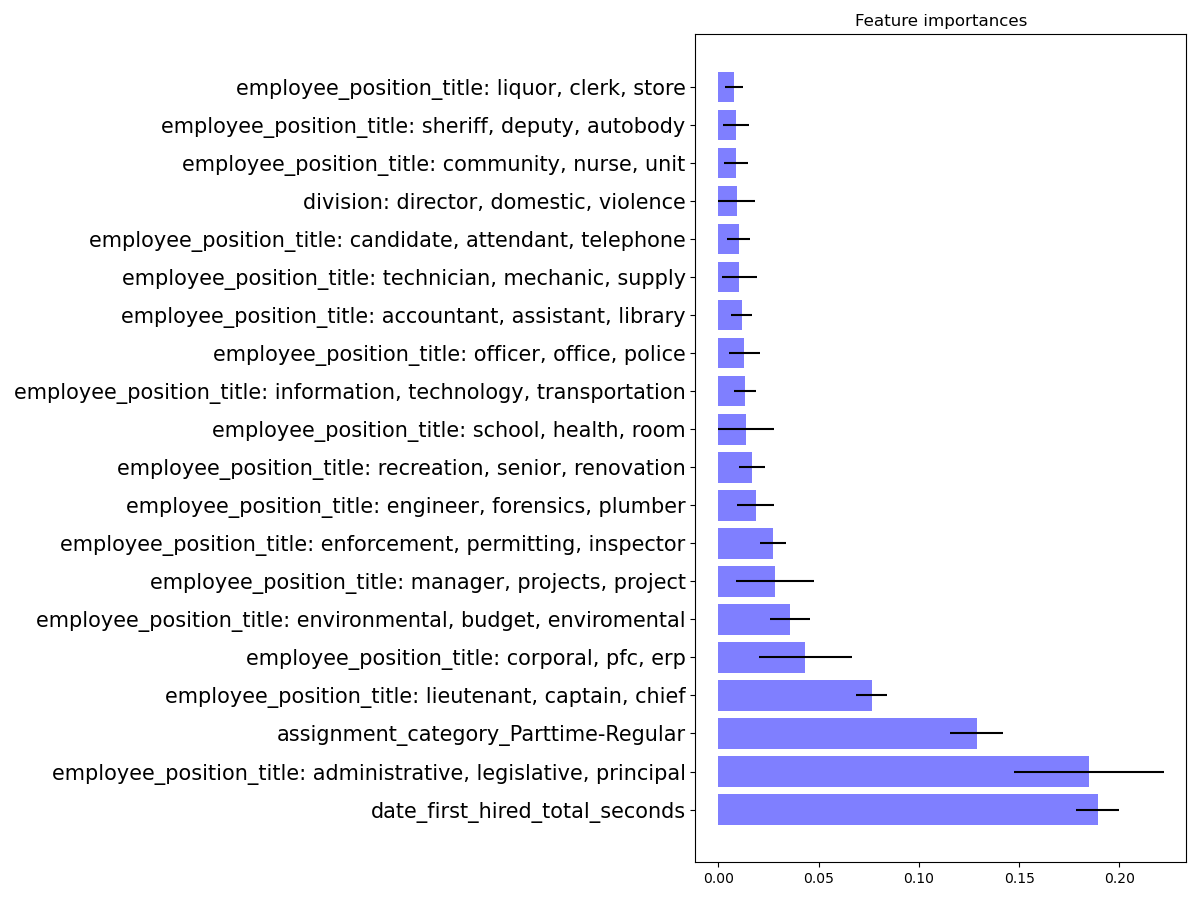 Feature importances
employee_position_title: liquor, clerk, store
employee_position_title: sheriff, deputy, autobody
employee_position_title: community, nurse, unit
division: director, domestic, violence
employee_position_title: candidate, attendant, telephone
employee_position_title: technician, mechanic, supply
employee_position_title: accountant, assistant, library
employee_position_title: officer, office, police
employee_position_title: information, technology, transportation
employee_position_title: school, health, room
employee_position_title: recreation, senior, renovation
employee_position_title: engineer, forensics, plumber
employee_position_title: enforcement, permitting, inspector
employee_position_title: manager, projects, project
employee_position_title: environmental, budget, enviromental
employee_position_title: corporal, pfc, erp
employee_position_title: lieutenant, captain, chief
assignment_category_Parttime-Regular
employee_position_title: administrative, legislative, principal
date_first_hired_total_seconds
0.00 0.05 0.10 0.15 0.20